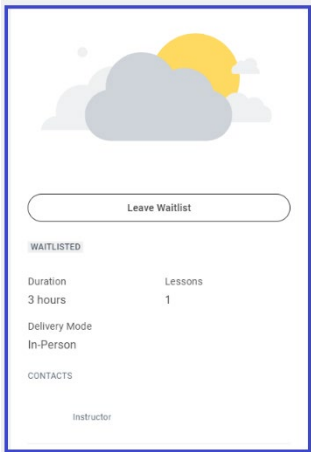 Leave Waitlist
WAITLISTED
Duration Lessons
3 hours 1
Delivery Mode
In-Person
CONTACTS
Instructor